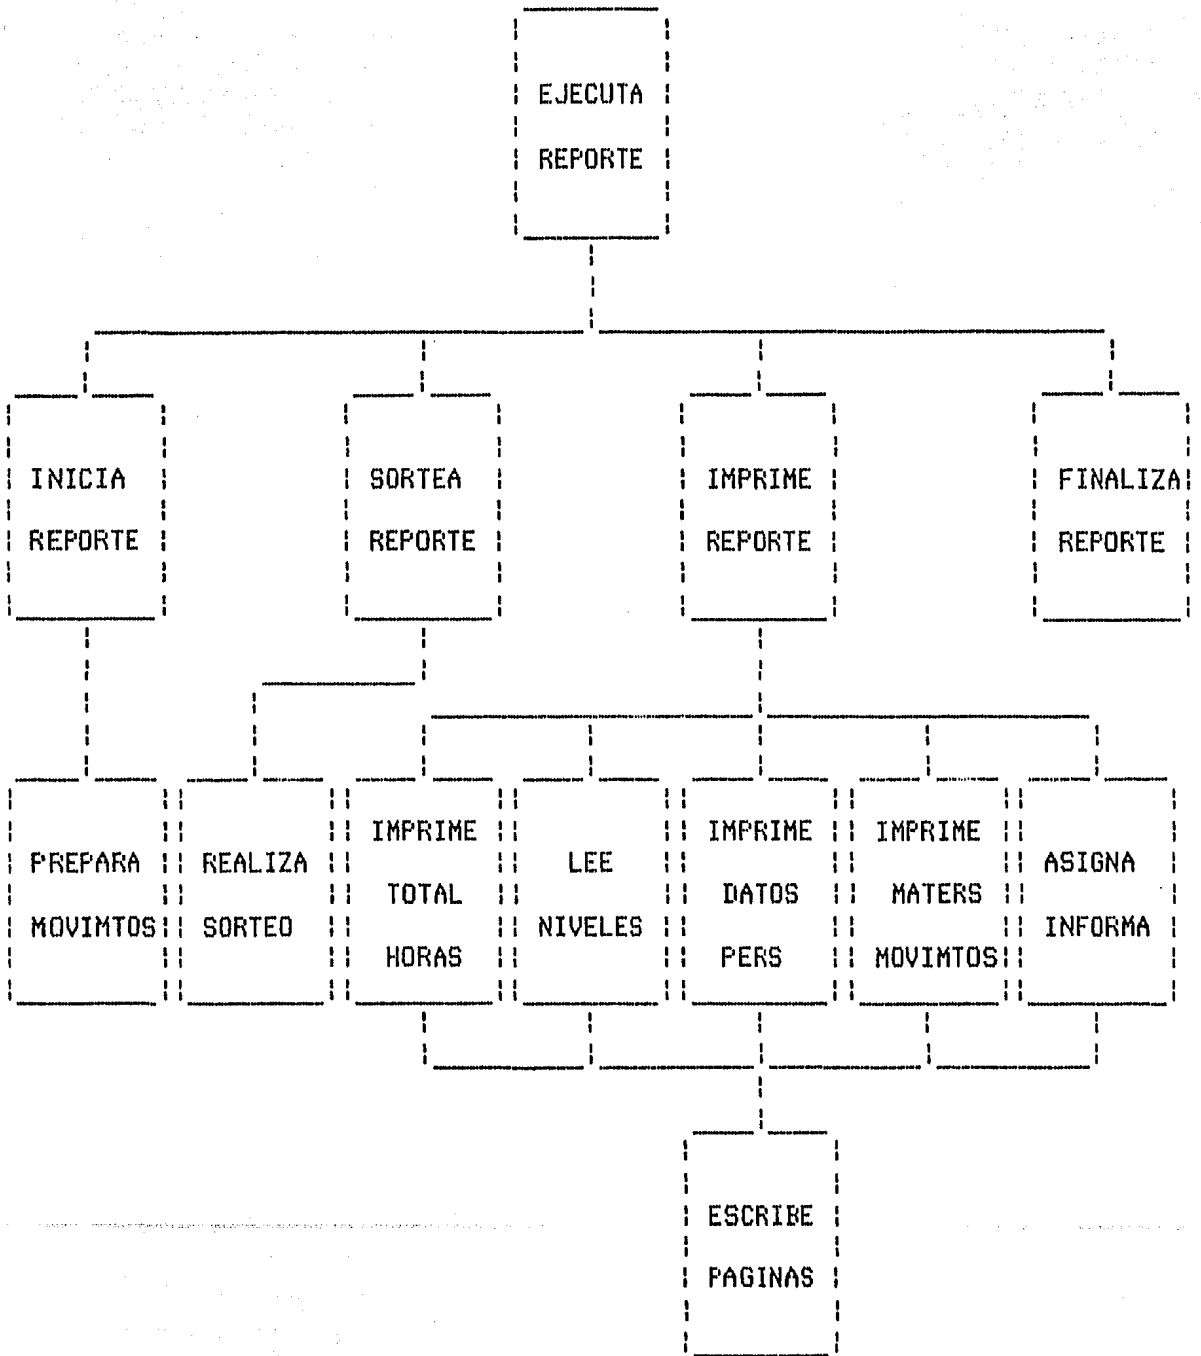 EJECUTA
REPORTE
INICIA
REPORTE
SORTEA
REPORTE
IMPRIME
REPORTE
FINALIZA
REPORTE
PREPARA
MOVIMTOS
REALIZA
SORTEO
IMPRIME
TOTAL
HORAS
LEE
NIVELES
IMPRIME
DATOS
PERS
IMPRIME
MATERS
MOVIMTOS
ASIGNA
INFORMA
ESCRIBE
PAGINAS